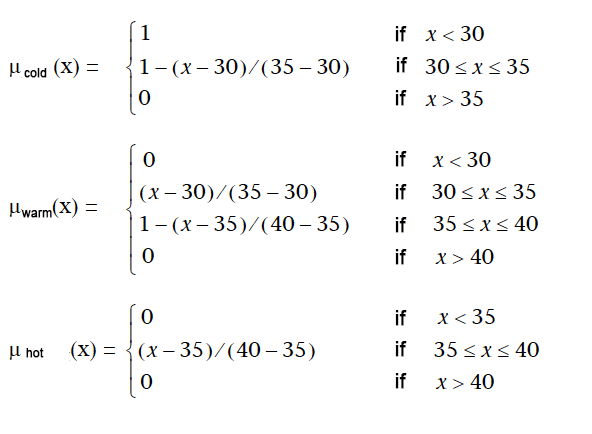 1 if x < 30
μ cold (x) = 1 − (x − 30)/(35 − 30) if 30 ≤ x ≤ 35
0 if x > 35
0 if x < 30
(x − 30)/(35 − 30) if 30 ≤ x ≤ 35
μwarm(x) = 1 − (x − 35)/(40 − 35) if 35 ≤ x ≤ 40
0 if x > 40
0 if x < 35
μ hot (x) = (x − 35)/(40 − 35) if 35 ≤ x ≤ 40
0 if x > 40